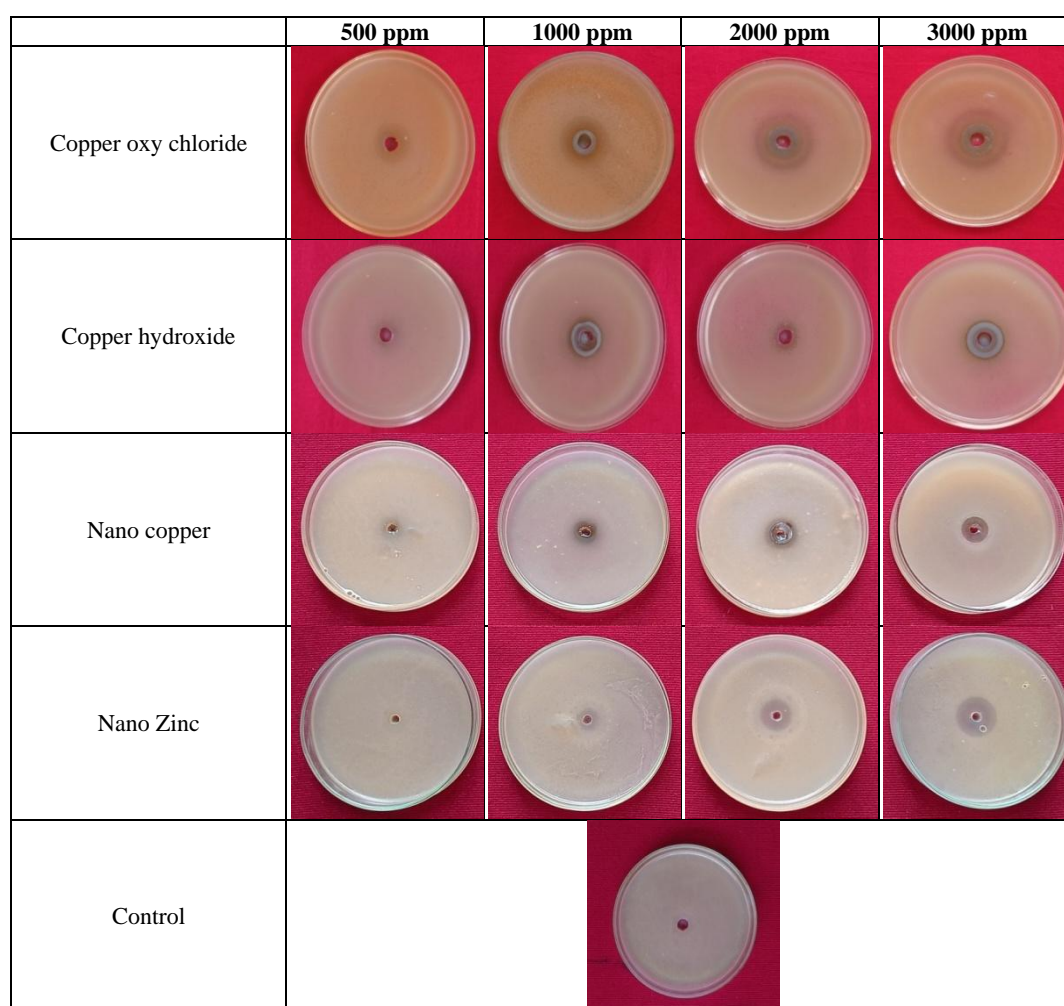 500 ppm 1000 ppm 2000 ppm 3000 ppm
Copper oxy chloride
Copper hydroxide
Nano copper
Nano Zinc
Control